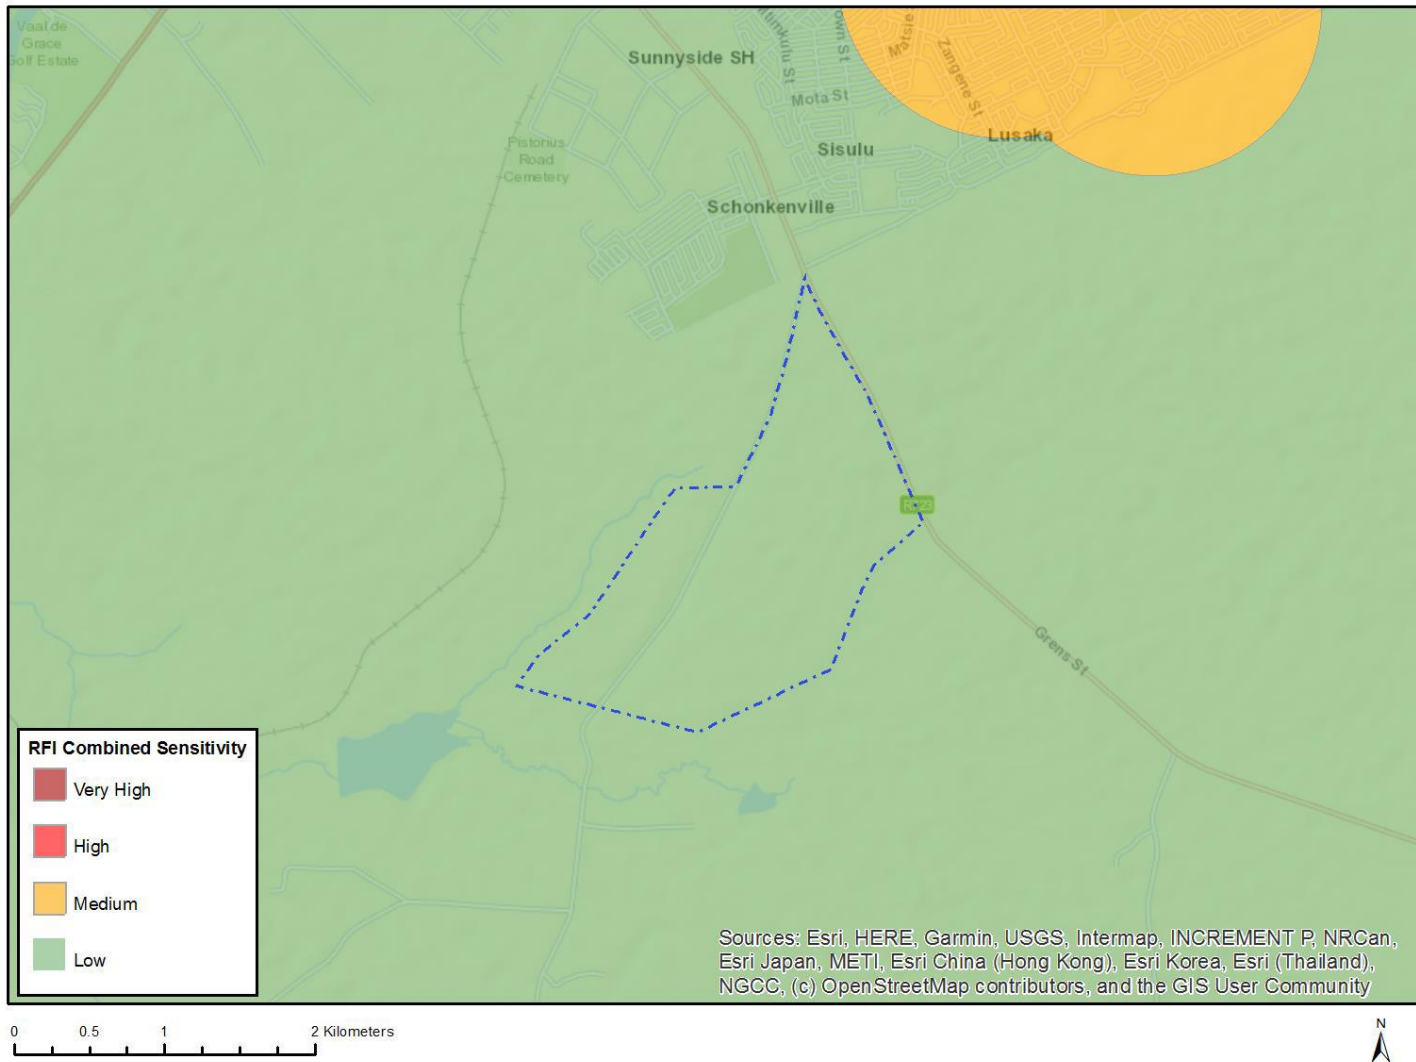 Vaal de
Grace
Golf Estate
Sunnyside SH
Mota St
Matsie
Zangene St
Lusaka
Sisulu
Pistorius
Road
Cemetery
Schonkenville
Grens St
RFI Combined Sensitivity
Very High
High
Medium
Low
Sources: Esri, HERE, Garmin, USGS, Intermap, INCREMENT P, NRCan,
Esri Japan, METI, Esri China (Hong Kong), Esri Korea, Esri (Thailand),
NGCC, (c) OpenStreetMap contributors, and the GIS User Community
0 0.5 1 2 Kilometers
N